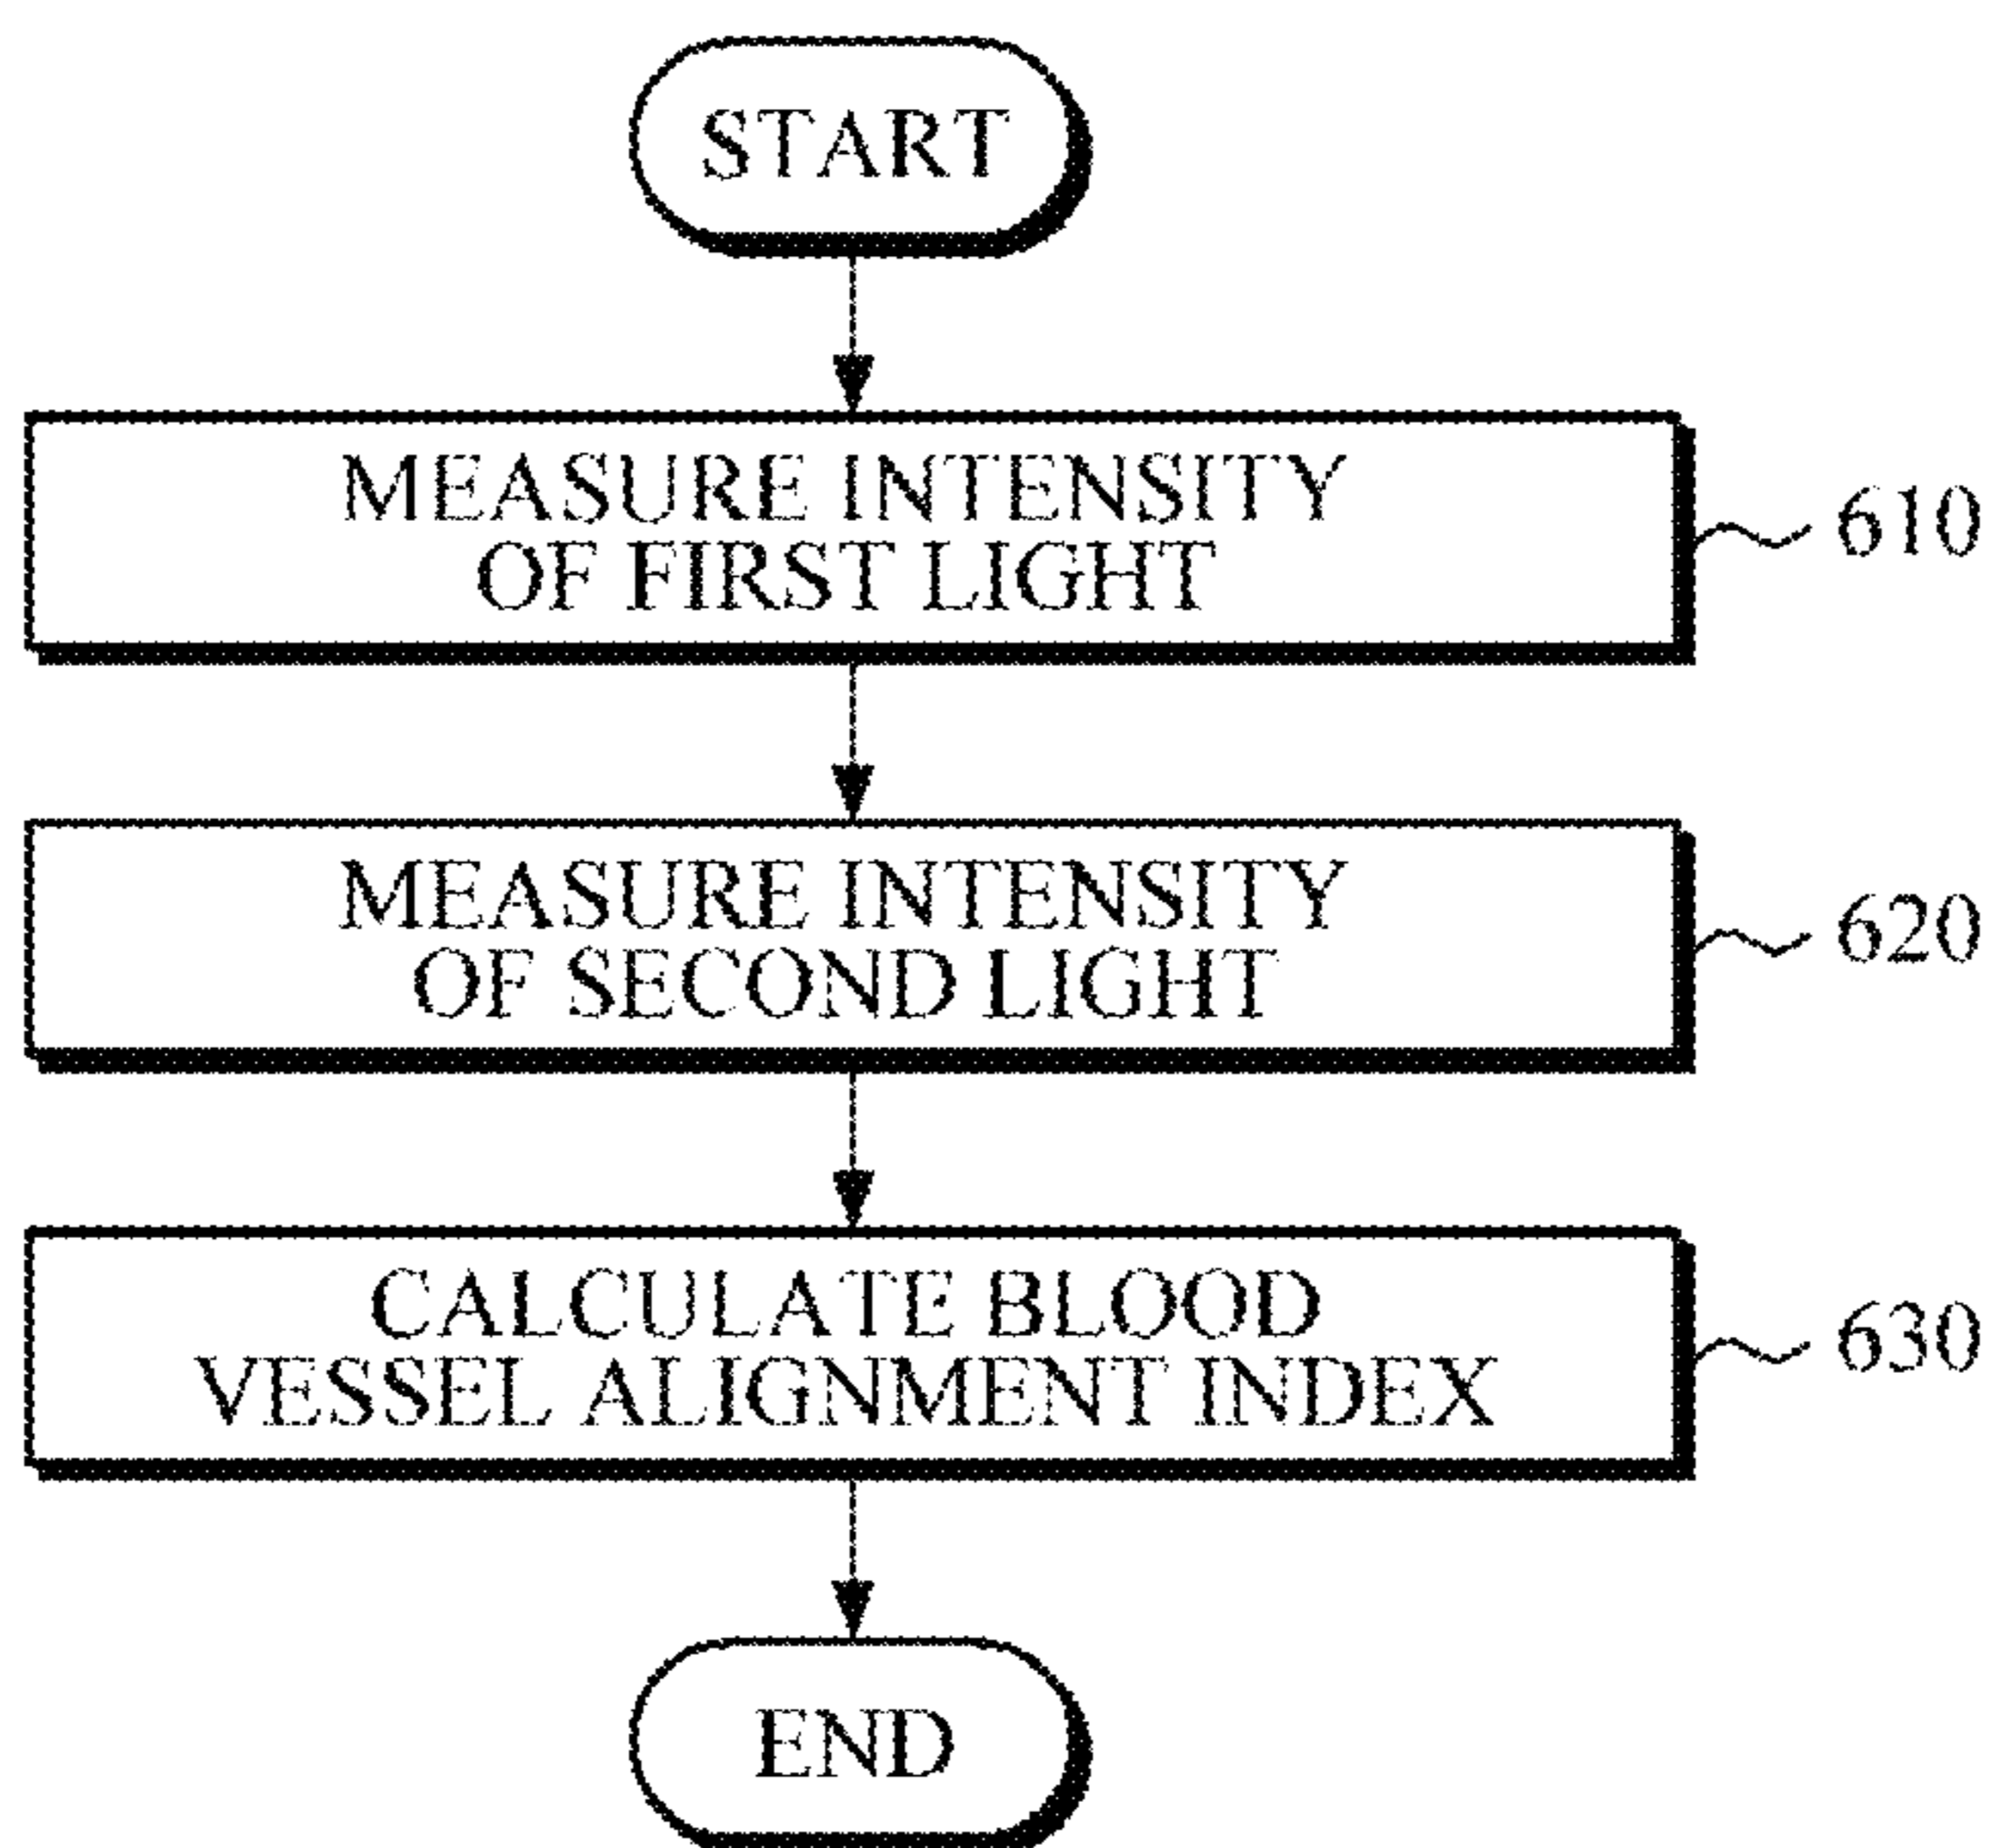 START
MEASURE INTENSITY
OF FIRST LIGHT
610
MEASURE INTENSITY
OF SECOND LIGHT
620
CALCULATE BLOOD
VESSEL ALIGNMENT INDEX
630
END